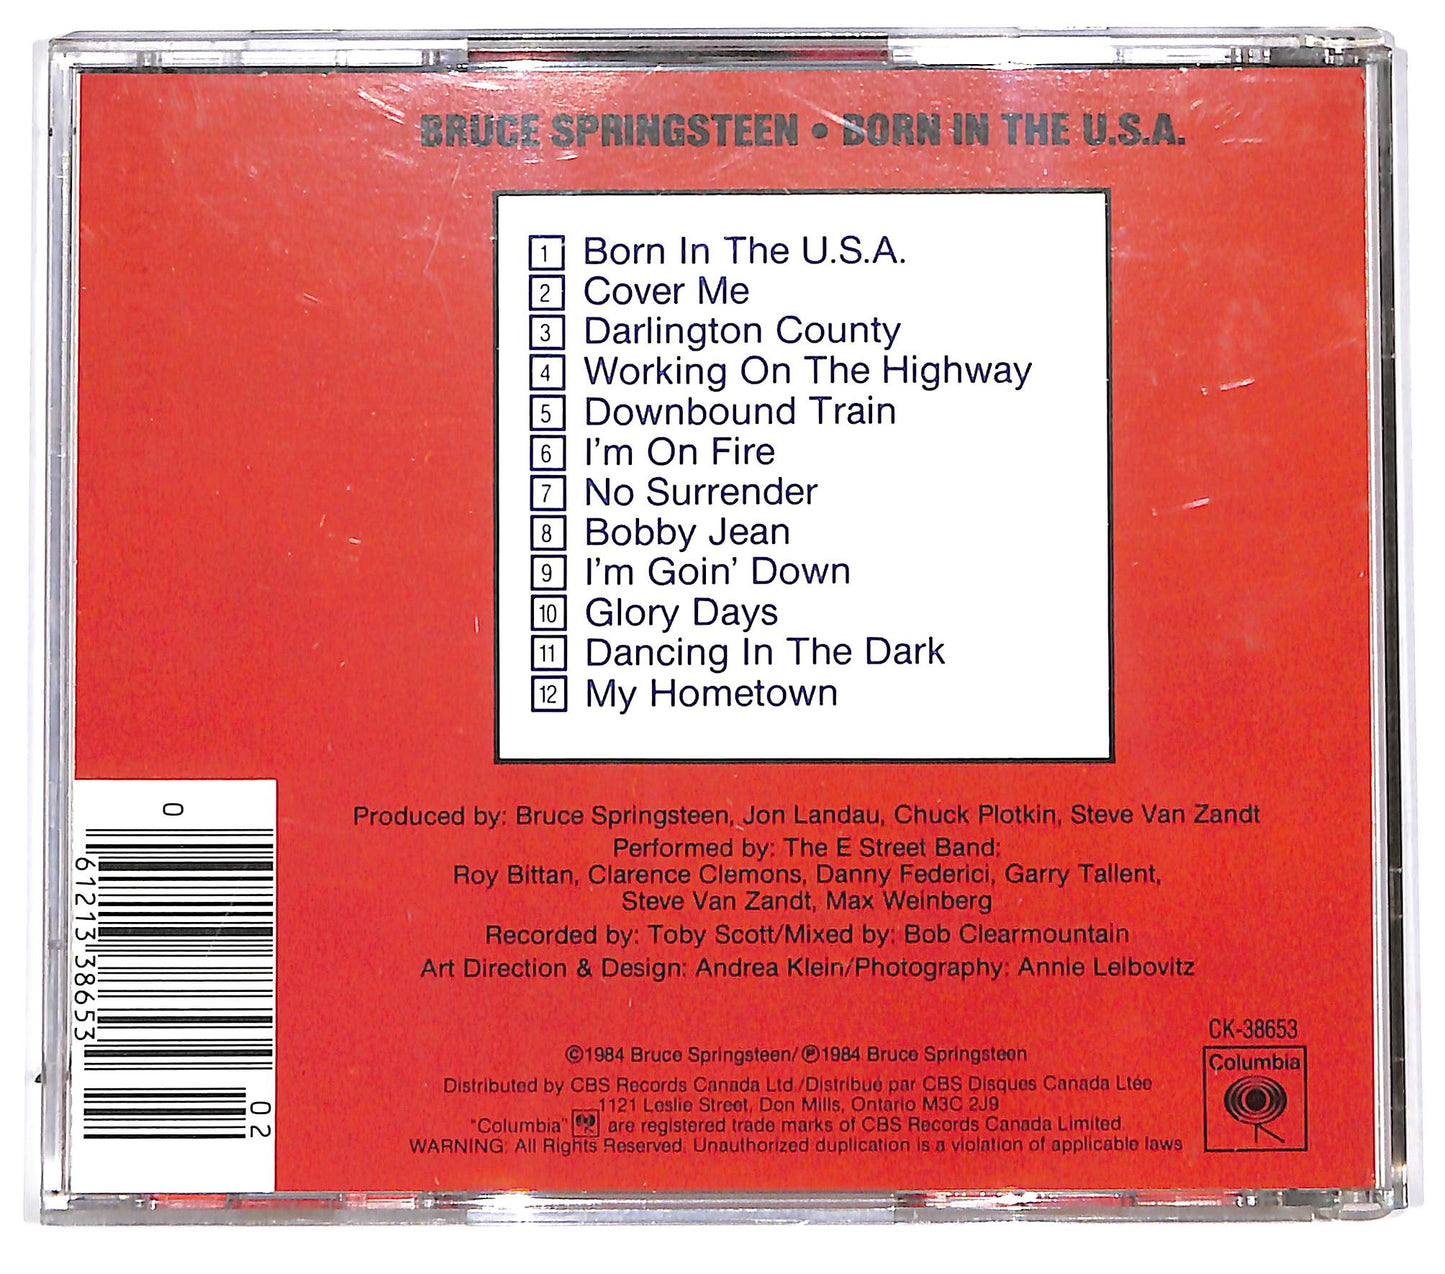 BRUCE SPRINGSTEEN • BORN IN THE U.S.A.
1 Born In The U.S.A.
2 Cover Me
3 Darlington County
4 Working On The Highway
5 Downbound Train
6 I'm On Fire
7 No Surrender
8 Bobby Jean
9 I'm Goin' Down
10 Glory Days
11 Dancing In The Dark
12 My Hometown
Produced by: Bruce Springsteen, Jon Landau, Chuck Plotkin, Steve Van Zandt
Performed by: The E Street Band:
Roy Bittan, Clarence Clemons, Danny Federici, Garry Tallent,
Steve Van Zandt, Max Weinberg
Recorded by: Toby Scott/Mixed by: Bob Clearmountain
Art Direction & Design: Andrea Klein/Photography: Annie Leibovitz
©1984 Bruce Springsteen/℗1984 Bruce Springsteen
Distributed by CBS Records Canada Ltd /Distribué par CBS Disques Canada Ltée
1121 Leslie Street, Don Mills, Ontario M3C 2J9
"Columbia" are registered trade marks of CBS Records Canada Limited
WARNING: All Rights Reserved. Unauthorized duplication is a violation of applicable laws
CK-38653
Columbia
0
61213 38653
02